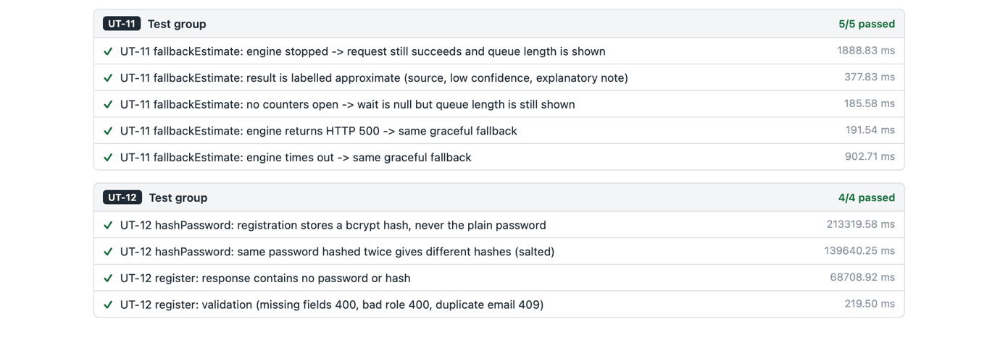 UT-11 Test group 5/5 passed
UT-11 fallbackEstimate: engine stopped -> request still succeeds and queue length is shown 1888.83 ms
UT-11 fallbackEstimate: result is labelled approximate (source, low confidence, explanatory note) 377.83 ms
UT-11 fallbackEstimate: no counters open -> wait is null but queue length is still shown 185.58 ms
UT-11 fallbackEstimate: engine returns HTTP 500 -> same graceful fallback 191.54 ms
UT-11 fallbackEstimate: engine times out -> same graceful fallback 902.71 ms
UT-12 Test group 4/4 passed
UT-12 hashPassword: registration stores a bcrypt hash, never the plain password 213319.58 ms
UT-12 hashPassword: same password hashed twice gives different hashes (salted) 139640.25 ms
UT-12 register: response contains no password or hash 68708.92 ms
UT-12 register: validation (missing fields 400, bad role 400, duplicate email 409) 219.50 ms